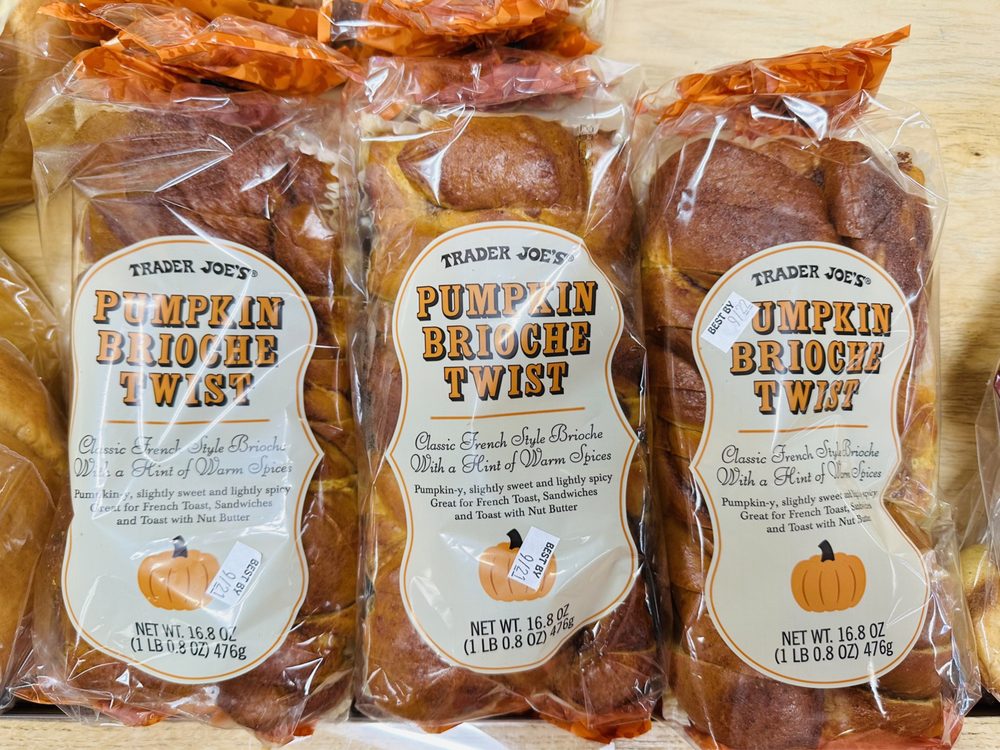 TRADER JOE'S®
PUMPKIN
BRIOCHE
TWIST
Classic French Style Brioche
With a Hint of Warm Spices
Pumpkin-y, slightly sweet and lightly spicy
Great for French Toast, Sandwiches
and Toast with Nut Butter
BEST BY
9/21
NET WT. 16.8 OZ
(1 LB 0.8 OZ) 476g
TRADER JOE'S®
PUMPKIN
BRIOCHE
TWIST
Classic French Style Brioche
With a Hint of Warm Spices
Pumpkin-y, slightly sweet and lightly spicy
Great for French Toast, Sandwiches
and Toast with Nut Butter
BEST BY
9/21
NET WT. 16.8 OZ
(1 LB 0.8 OZ) 476g
TRADER JOE'S®
BEST BY
9/22
PUMPKIN
BRIOCHE
TWIST
Classic French Style Brioche
With a Hint of Warm Spices
Pumpkin-y, slightly sweet and lightly spicy
Great for French Toast, Sandwiches
and Toast with Nut Butter
NET WT. 16.8 OZ
(1 LB 0.8 OZ) 476g